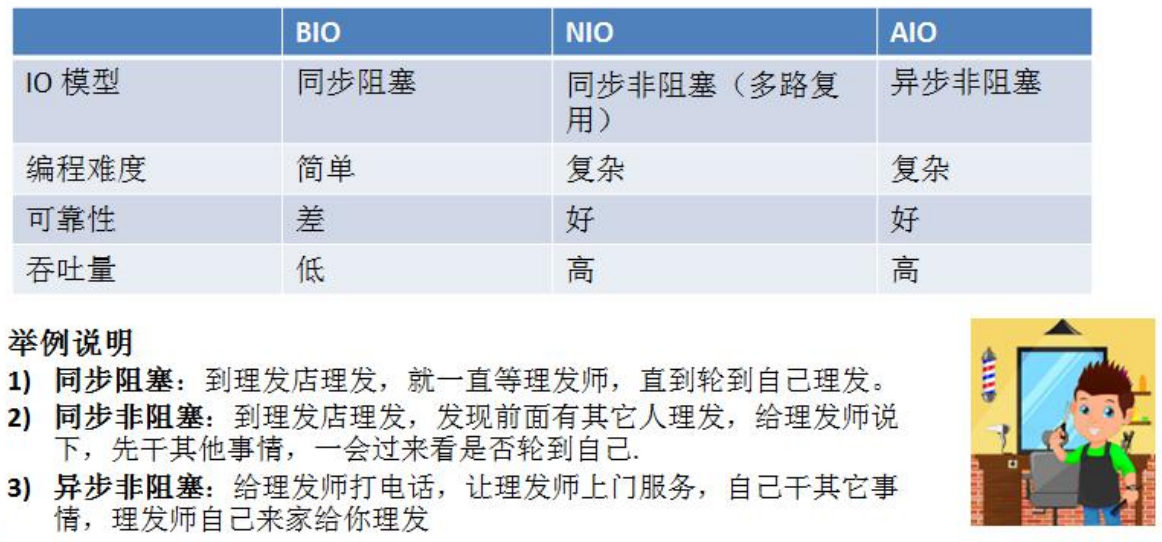 BIO NIO AIO
IO 模型 同步阻塞 同步非阻塞（多路复用） 异步非阻塞
编程难度 简单 复杂 复杂
可靠性 差 好 好
吞吐量 低 高 高
举例说明
1) 同步阻塞：到理发店理发，就一直等理发师，直到轮到自己理发。
2) 同步非阻塞：到理发店理发，发现前面有其它人理发，给理发师说
下，先干其他事情，一会过来看是否轮到自己.
3) 异步非阻塞：给理发师打电话，让理发师上门服务，自己干其它事
情，理发师自己来家给你理发